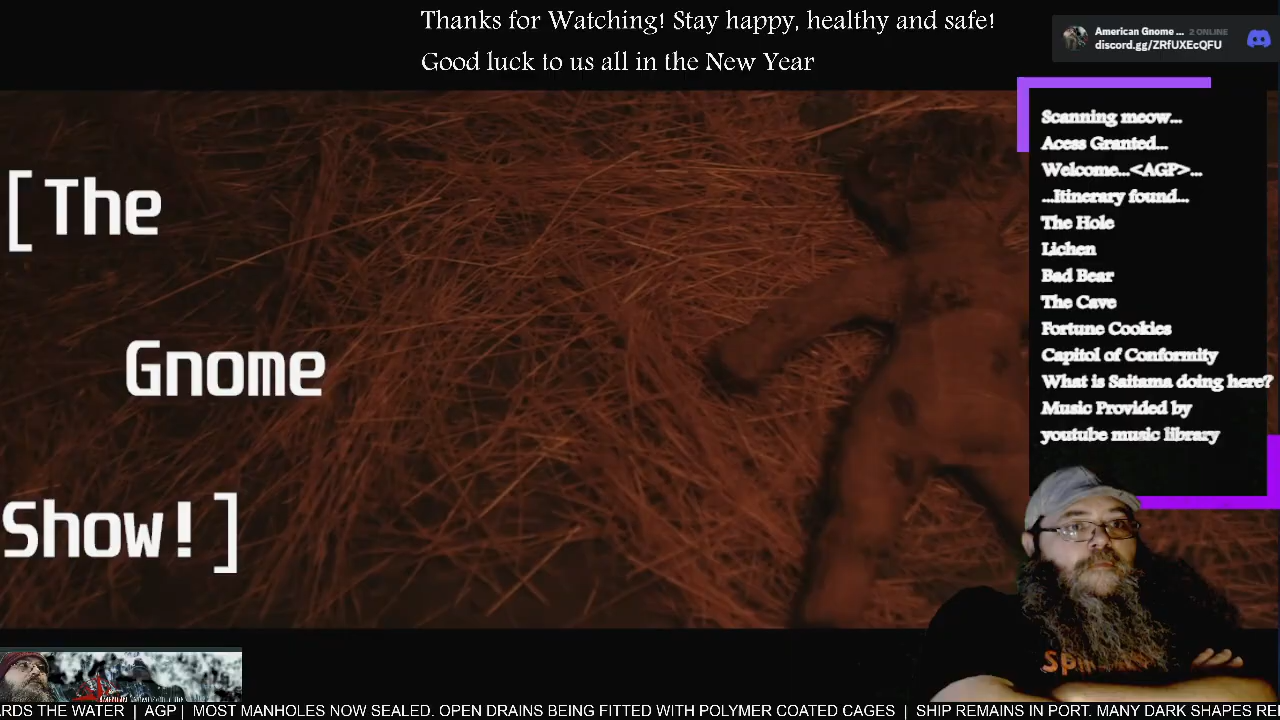 Thanks for Watching! Stay happy, healthy and safe!
Good luck to us all in the New Year
American Gnome ... 2 ONLINE
discord.gg/ZRfUXEcQFU
[The
Gnome
Show!]
Scanning meow...
Acess Granted...
Welcome...<AGP>...
...Itinerary found...
The Hole
Lichen
Bad Bear
The Cave
Fortune Cookies
Capitol of Conformity
What is Saitama doing here?
Music Provided by
youtube music library
ARDS THE WATER | AGP | MOST MANHOLES NOW SEALED. OPEN DRAINS BEING FITTED WITH POLYMER COATED CAGES | SHIP REMAINS IN PORT. MANY DARK SHAPES RE